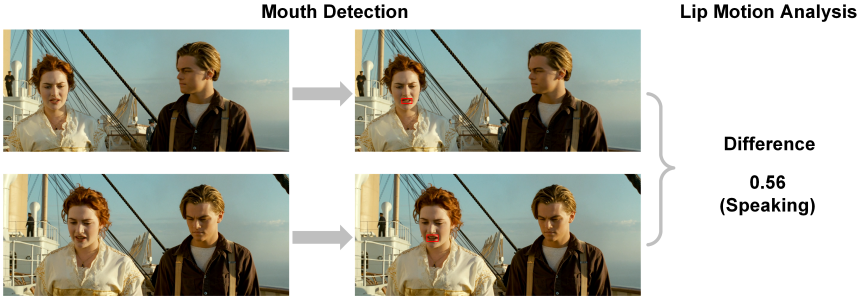 Mouth Detection
Lip Motion Analysis
Difference
0.56
(Speaking)